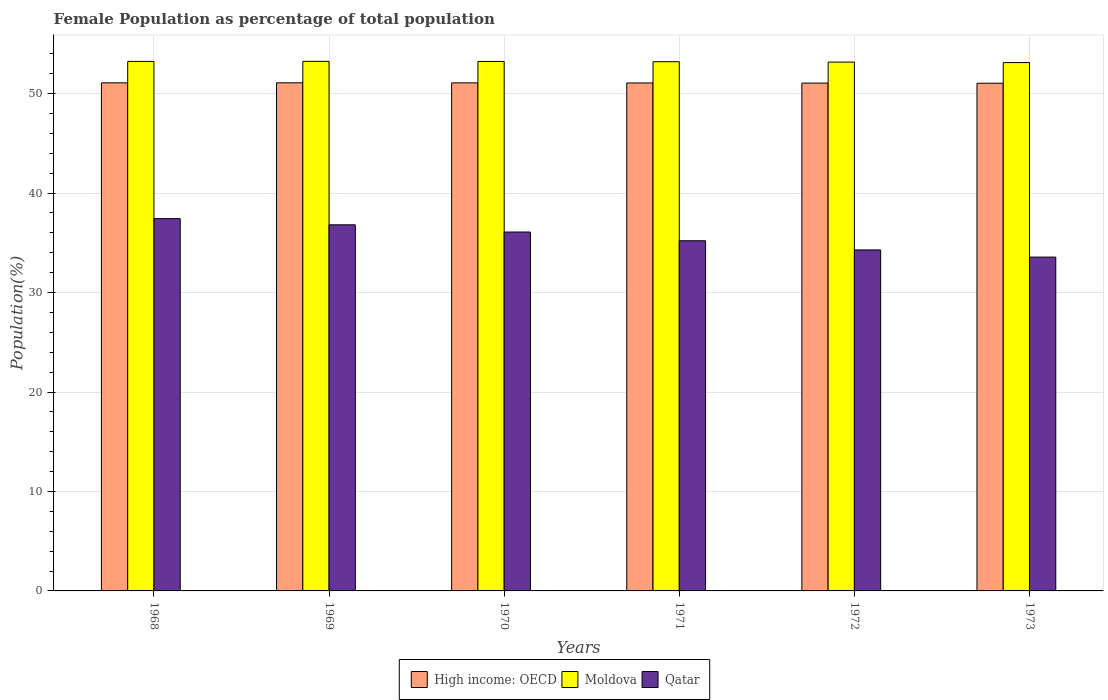 Female Population as percentage of total population
Population(%)
50
40
30
20
10
0
1968
1969
1970
1971
1972
1973
Years
High income: OECD
Moldova
Qatar